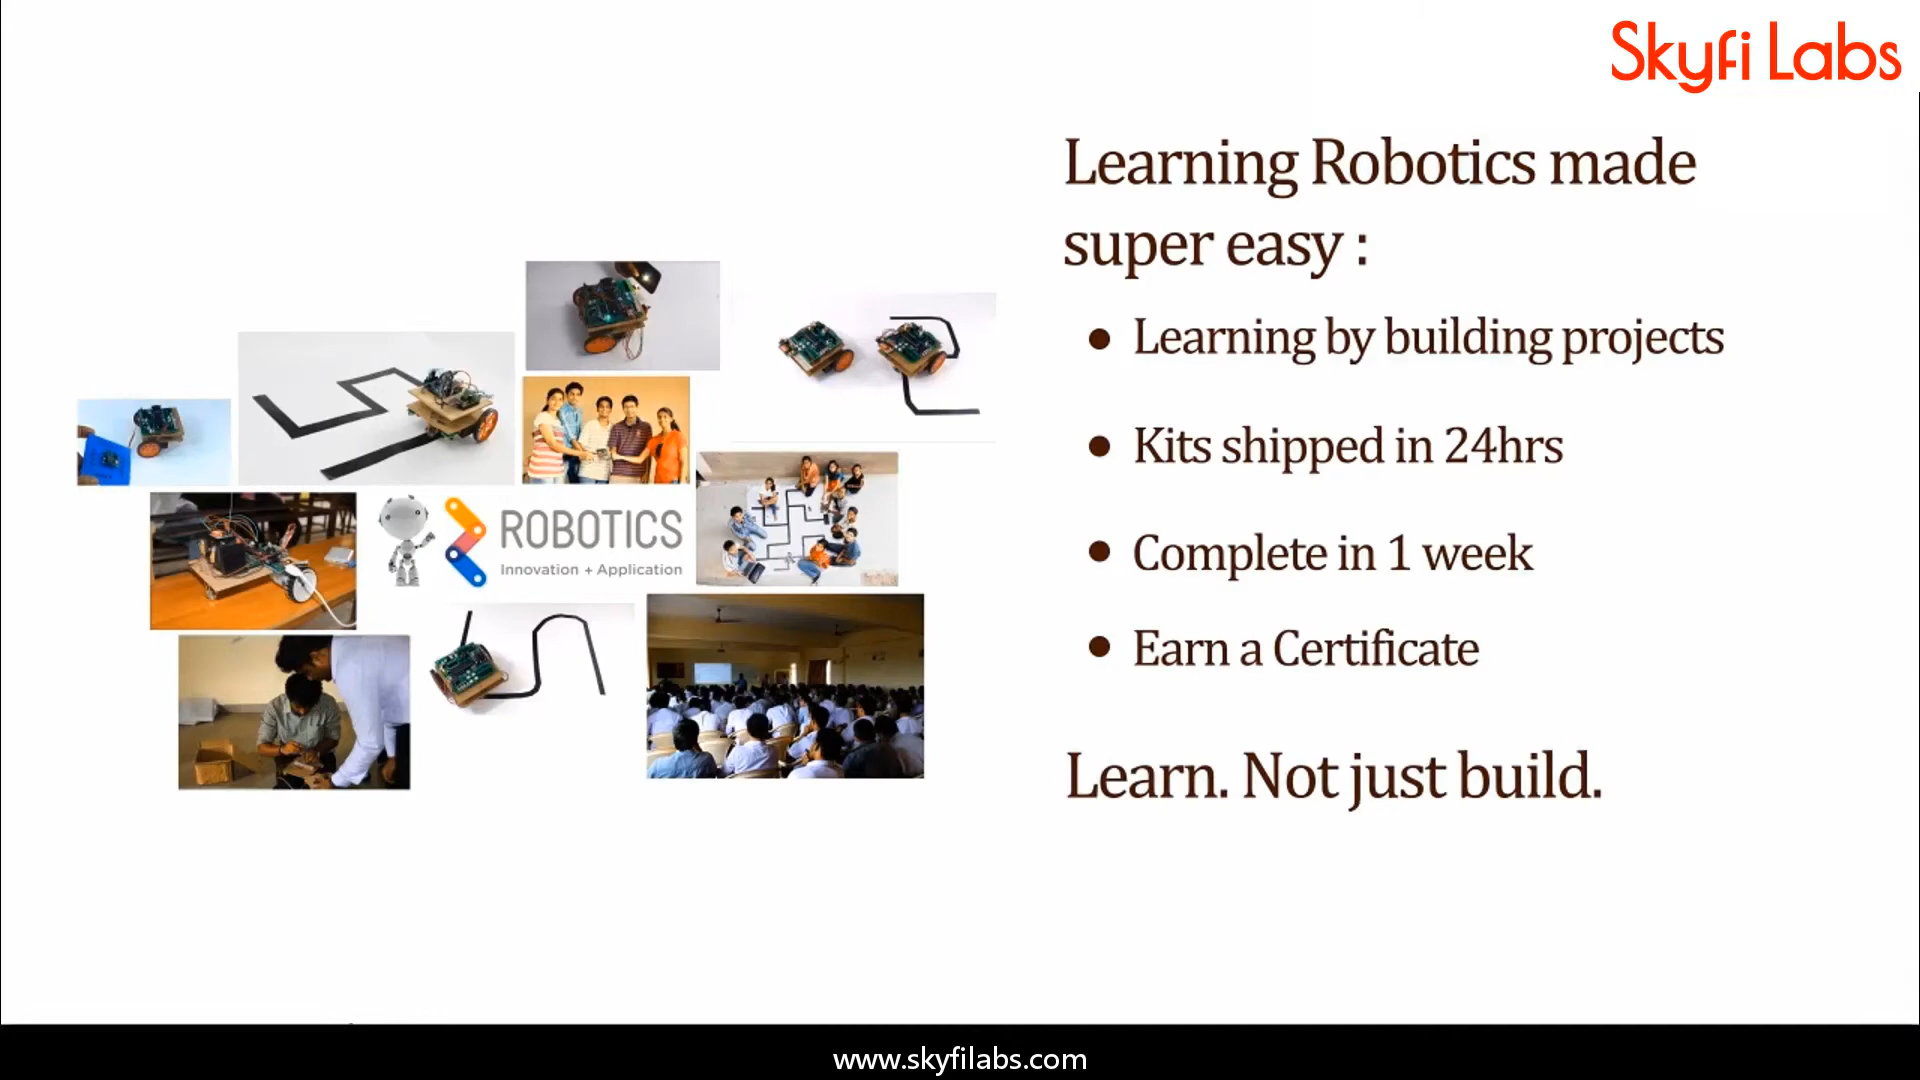 Skyfi Labs
Learning Robotics made
super easy :
• Learning by building projects
• Kits shipped in 24hrs
• Complete in 1 week
• Earn a Certificate
Learn. Not just build.
ROBOTICS
Innovation + Application
www.skyfilabs.com